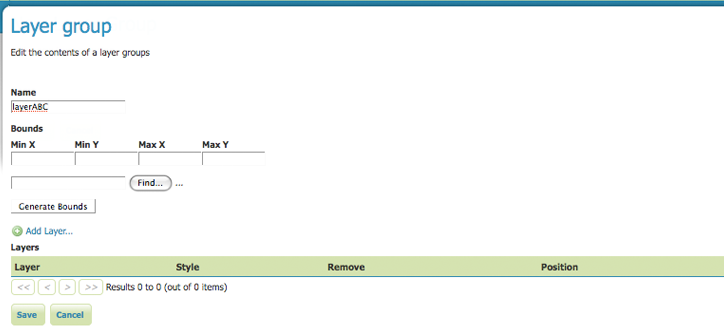 Layer group
Edit the contents of a layer groups
Name
layerABC
Bounds
Min X Min Y Max X Max Y
Find... ...
Generate Bounds
Add Layer...
Layers
Layer Style Remove Position
<< < > >> Results 0 to 0 (out of 0 items)
Save Cancel